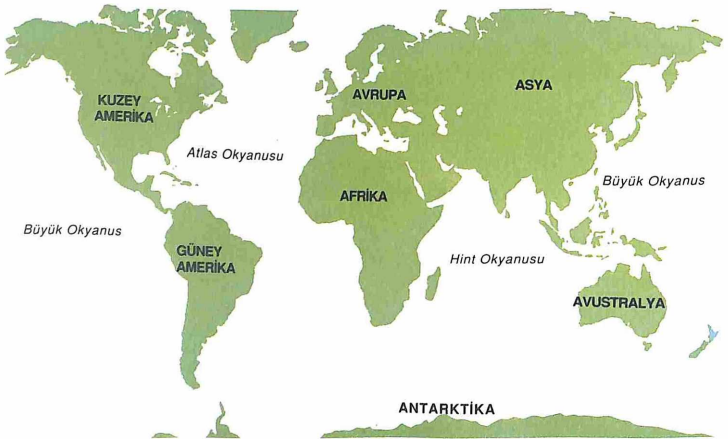 KUZEY
AMERİKA
AVRUPA
ASYA
Atlas Okyanusu
AFRİKA
Büyük Okyanus
Büyük Okyanus
GÜNEY
AMERİKA
Hint Okyanusu
AVUSTRALYA
ANTARKTİKA